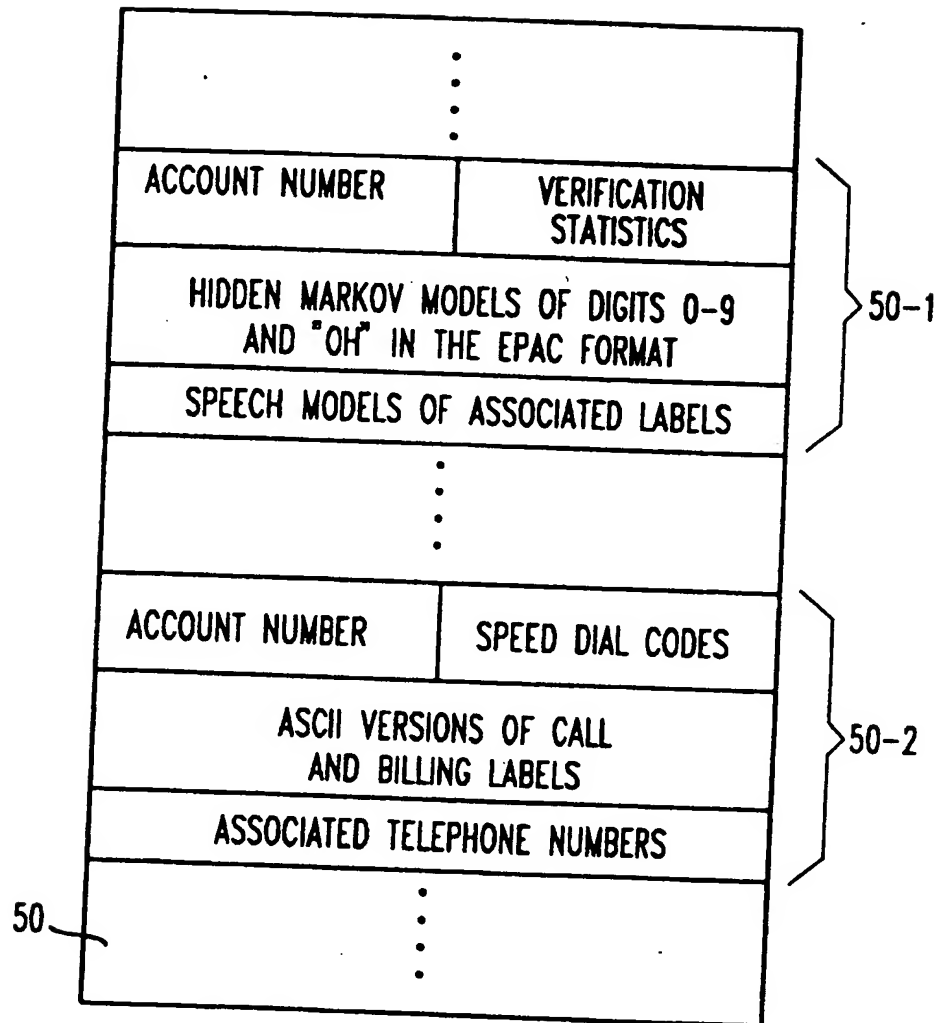 ACCOUNT NUMBER
VERIFICATION
STATISTICS
HIDDEN MARKOV MODELS OF DIGITS 0-9
AND "OH" IN THE EPAC FORMAT
SPEECH MODELS OF ASSOCIATED LABELS
50-1
ACCOUNT NUMBER
SPEED DIAL CODES
ASCII VERSIONS OF CALL
AND BILLING LABELS
ASSOCIATED TELEPHONE NUMBERS
50-2
50